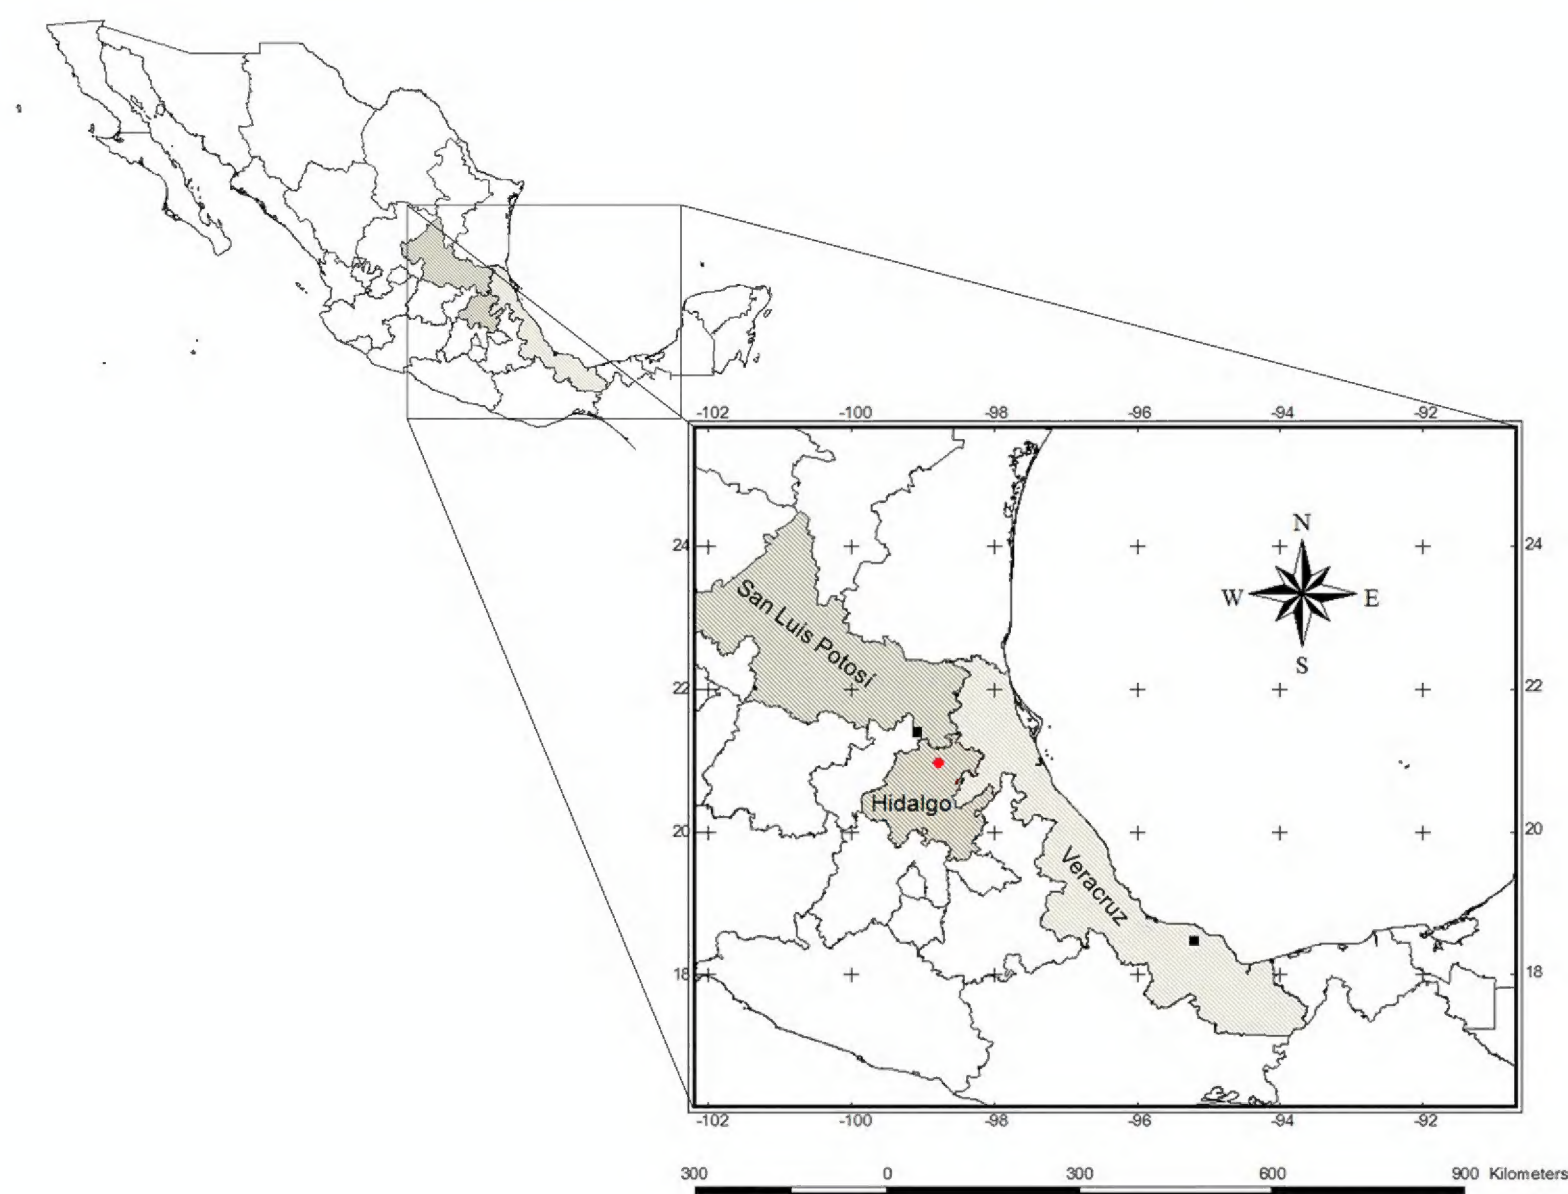 -102 -100 -98 -96 -94 -92
N
24 24
W E
San Luis Potosí
S
22 22
Hidalgo
20 20
Veracruz
18 18
-102 -100 -98 -96 -94 -92
300 0 300 600 900 Kilometers